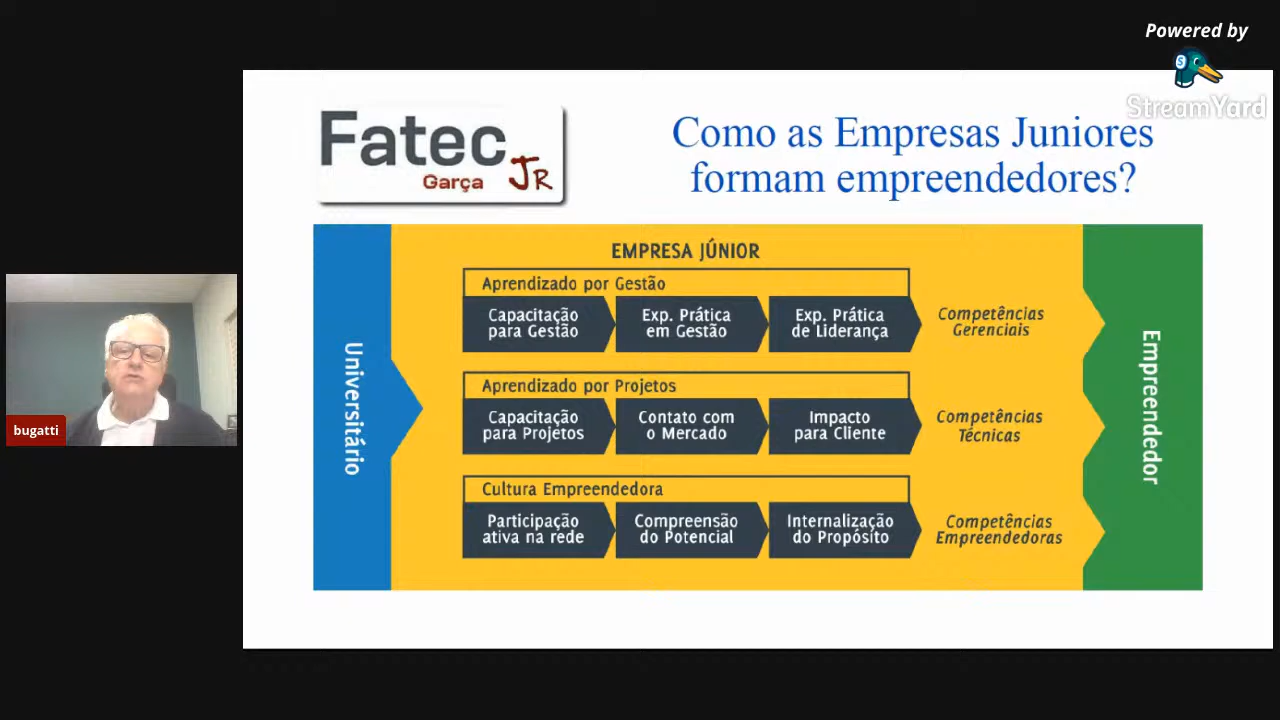 Powered by
StreamYard
Fatec
Garça
JR
Como as Empresas Juniores
formam empreendedores?
bugatti
Universitário
EMPRESA JÚNIOR
Aprendizado por Gestão
Capacitação
para Gestão
Exp. Prática
em Gestão
Exp. Prática
de Liderança
Competências
Gerenciais
Aprendizado por Projetos
Capacitação
para Projetos
Contato com
o Mercado
Impacto
para Cliente
Competências
Técnicas
Cultura Empreendedora
Participação
ativa na rede
Compreensão
do Potencial
Internalização
do Propósito
Competências
Empreendedoras
Empreendedor